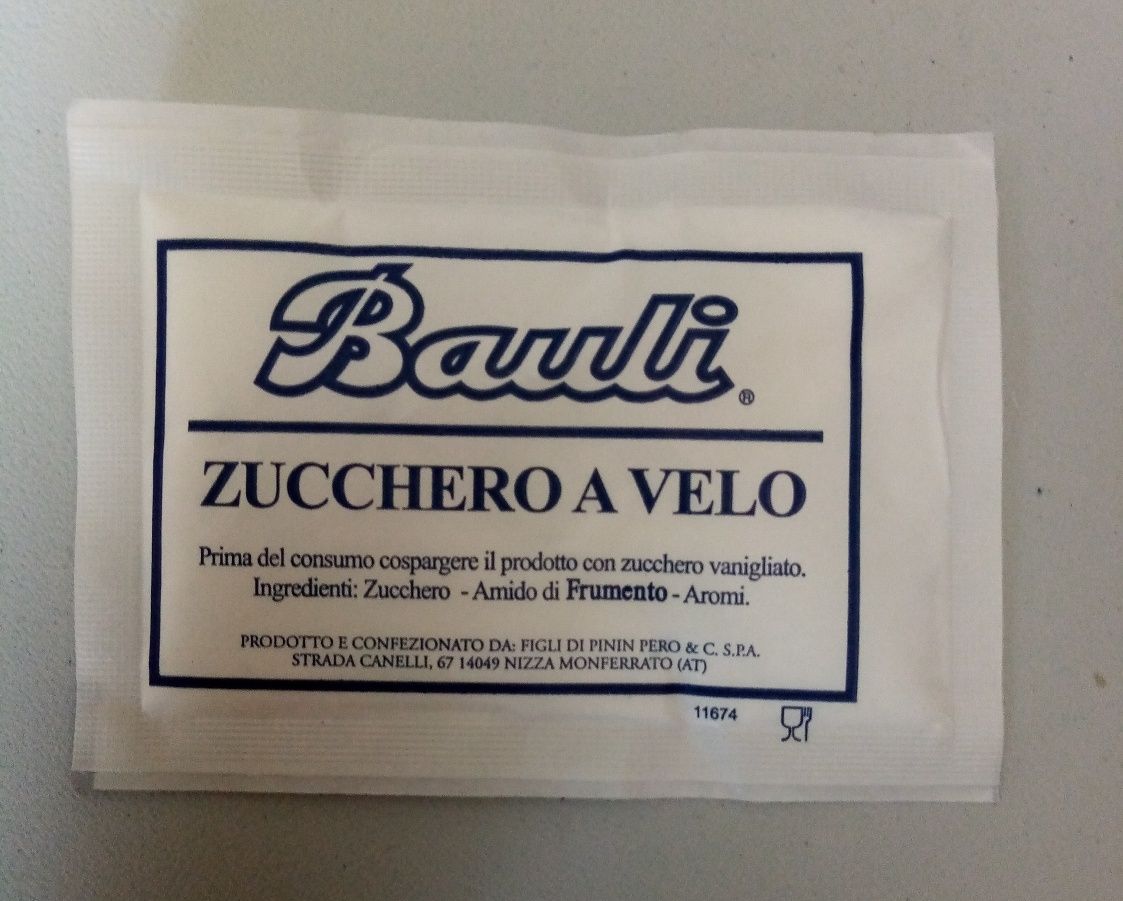 Bauli ®
ZUCCHERO A VELO
Prima del consumo cospargere il prodotto con zucchero vanigliato.
Ingredienti: Zucchero - Amido di Frumento - Aromi.
PRODOTTO E CONFEZIONATO DA: FIGLI DI PININ PERO & C. S.P.A.
STRADA CANELLI, 67 14049 NIZZA MONFERRATO (AT)
11674